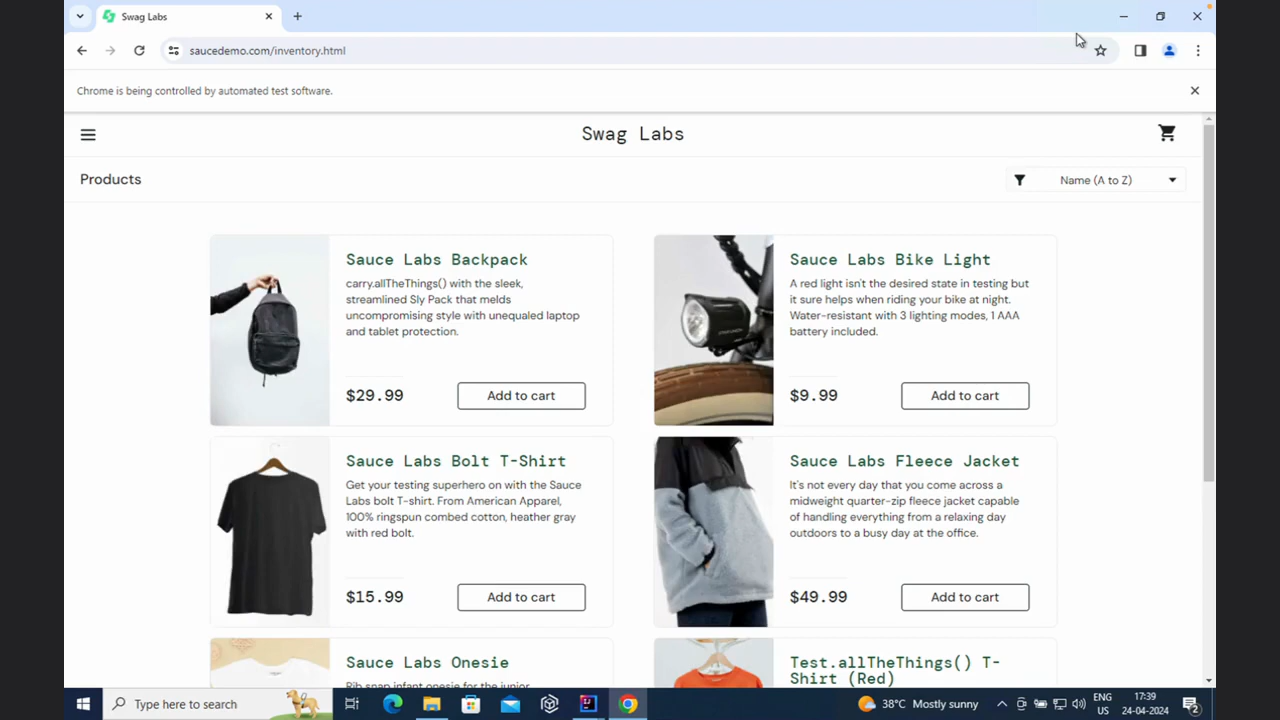 Swag Labs
saucedemo.com/inventory.html
Chrome is being controlled by automated test software.
Swag Labs
Products
Name (A to Z)
Sauce Labs Backpack
carry.allTheThings() with the sleek,
streamlined Sly Pack that melds
uncompromising style with unequaled laptop
and tablet protection.
$29.99
Add to cart
Sauce Labs Bike Light
A red light isn't the desired state in testing but
it sure helps when riding your bike at night.
Water-resistant with 3 lighting modes, 1 AAA
battery included.
$9.99
Add to cart
Sauce Labs Bolt T-Shirt
Get your testing superhero on with the Sauce
Labs bolt T-shirt. From American Apparel,
100% ringspun combed cotton, heather gray
with red bolt.
$15.99
Add to cart
Sauce Labs Fleece Jacket
It's not every day that you come across a
midweight quarter-zip fleece jacket capable
of handling everything from a relaxing day
outdoors to a busy day at the office.
$49.99
Add to cart
Sauce Labs Onesie
Rib snap infant onesie for the junior
Test.allTheThings() T-
Shirt (Red)
Type here to search
38°C Mostly sunny
ENG
US
17:39
24-04-2024
2